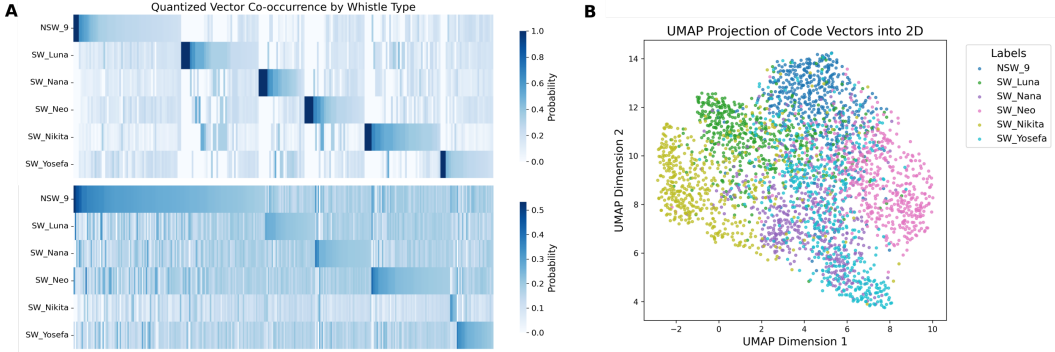 A
Quantized Vector Co-occurrence by Whistle Type
NSW_9
SW_Luna
SW_Nana
SW_Neo
SW_Nikita
SW_Yosefa
1.0
0.8
0.6
0.4
0.2
0.0
Probability
NSW_9
SW_Luna
SW_Nana
SW_Neo
SW_Nikita
SW_Yosefa
0.5
0.4
0.3
0.2
0.1
0.0
Probability
B
UMAP Projection of Code Vectors into 2D
UMAP Dimension 2
14
12
10
8
6
4
−2 0 2 4 6 8 10
UMAP Dimension 1
Labels
NSW_9
SW_Luna
SW_Nana
SW_Neo
SW_Nikita
SW_Yosefa